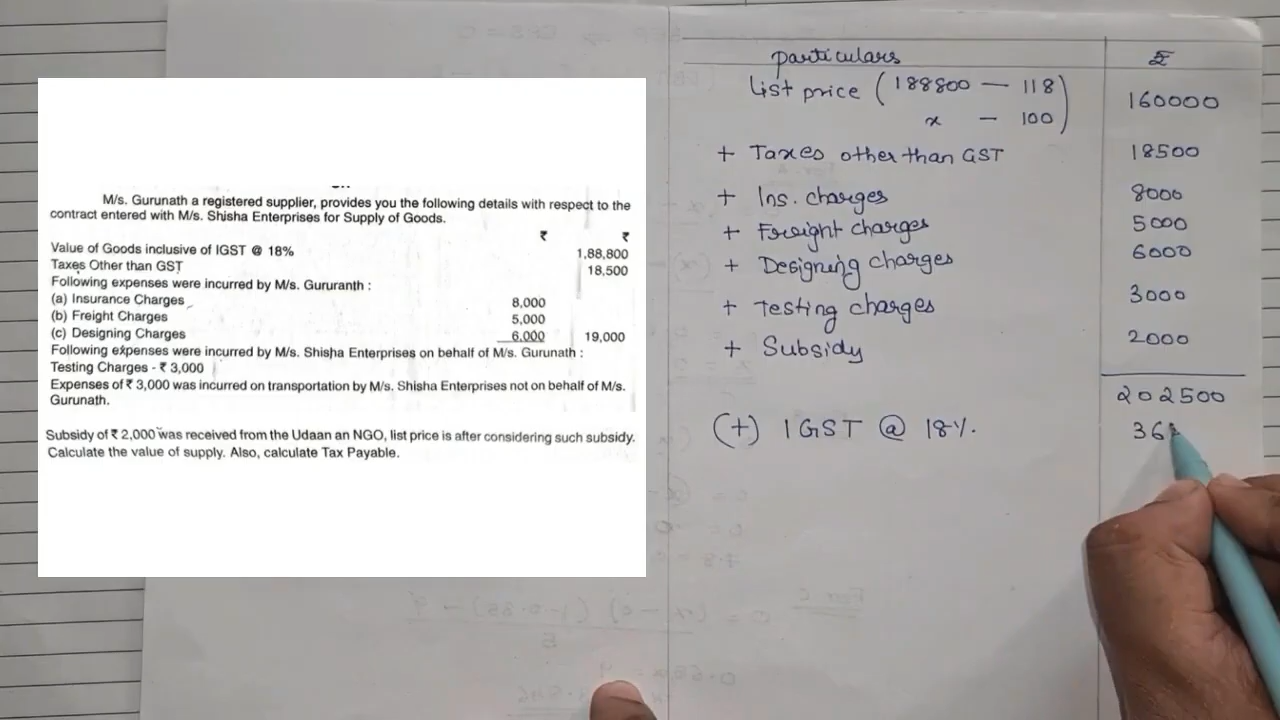 M/s. Gurunath a registered supplier, provides you the following details with respect to the
contract entered with M/s. Shisha Enterprises for Supply of Goods.
₹ ₹
Value of Goods inclusive of IGST @ 18% 1,88,800
Taxes Other than GST 18,500
Following expenses were incurred by M/s. Gururanth :
(a) Insurance Charges 8,000
(b) Freight Charges 5,000
(c) Designing Charges 6,000 19,000
Following expenses were incurred by M/s. Shisha Enterprises on behalf of M/s. Gurunath :
Testing Charges - ₹ 3,000
Expenses of ₹ 3,000 was incurred on transportation by M/s. Shisha Enterprises not on behalf of M/s.
Gurunath.
Subsidy of ₹ 2,000 was received from the Udaan an NGO, list price is after considering such subsidy.
Calculate the value of supply. Also, calculate Tax Payable.
particulars ₹
List price (188800 — 118 160000
x - 100)
+ Taxes other than GST 18500
+ Ins. charges 8000
+ Freight charges 5000
+ Designing charges 6000
+ Testing charges 3000
+ Subsidy 2000
202500
(+) IGST @ 18%. 36